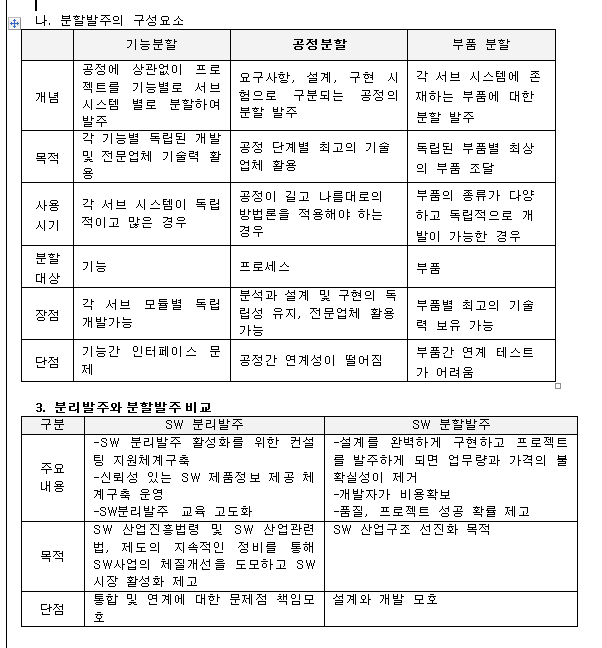 나. 분할발주의 구성요소
기능분할 공정분할 부품 분할
개념
공정에 상관없이 프로
젝트를 기능별로 서브
시스템 별로 분할하여
발주
요구사항, 설계, 구현 시
험으로 구분되는 공정의
분할 발주
각 서브 시스템에 존
재하는 부품에 대한
분할 발주
목적
각 기능별 독립된 개발
및 전문업체 기술력 활
용
공정 단계별 최고의 기술
업체 활용
독립된 부품별 최상
의 부품 조달
사용
시기
각 서브 시스템이 독립
적이고 많은 경우
공정이 길고 나름대로의
방법론을 적용해야 하는
경우
부품의 종류가 다양
하고 독립적으로 개
발이 가능한 경우
분할
대상
기능
프로세스
부품
장점
각 서브 모듈별 독립
개발가능
분석과 설계 및 구현의 독
립성 유지, 전문업체 활용
가능
부품별 최고의 기술
력 보유 가능
단점
기능간 인터페이스 문
제
공정간 연계성이 떨어짐
부품간 연계 테스트
가 어려움
3. 분리발주와 분할발주 비교
구분 SW 분리발주 SW 분할발주
주요
내용
-SW 분리발주 활성화를 위한 컨설
팅 지원체계구축
-신뢰성 있는 SW 제품정보 제공 체
계구축 운영
-SW분리발주 교육 고도화
-설계를 완벽하게 구현하고 프로젝트
를 발주하게 되면 업무량과 가격의 불
확실성이 제거
-개발자가 비용확보
-품질, 프로젝트 성공 확률 제고
목적
SW 산업진흥법령 및 SW 산업관련
법, 제도의 지속적인 정비를 통해
SW사업의 체질개선을 도모하고 SW
시장 활성화 제고
SW 산업구조 선진화 목적
단점
통합 및 연계에 대한 문제점 책임모
호
설계와 개발 모호